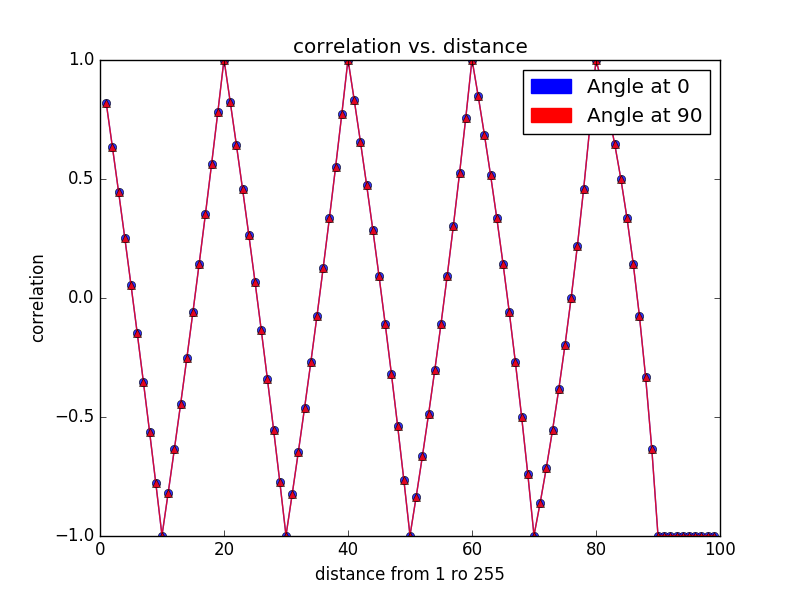 correlation vs. distance
Angle at 0
Angle at 90
1.0
0.5
0.0
−0.5
−1.0
correlation
0 20 40 60 80 100
distance from 1 ro 255